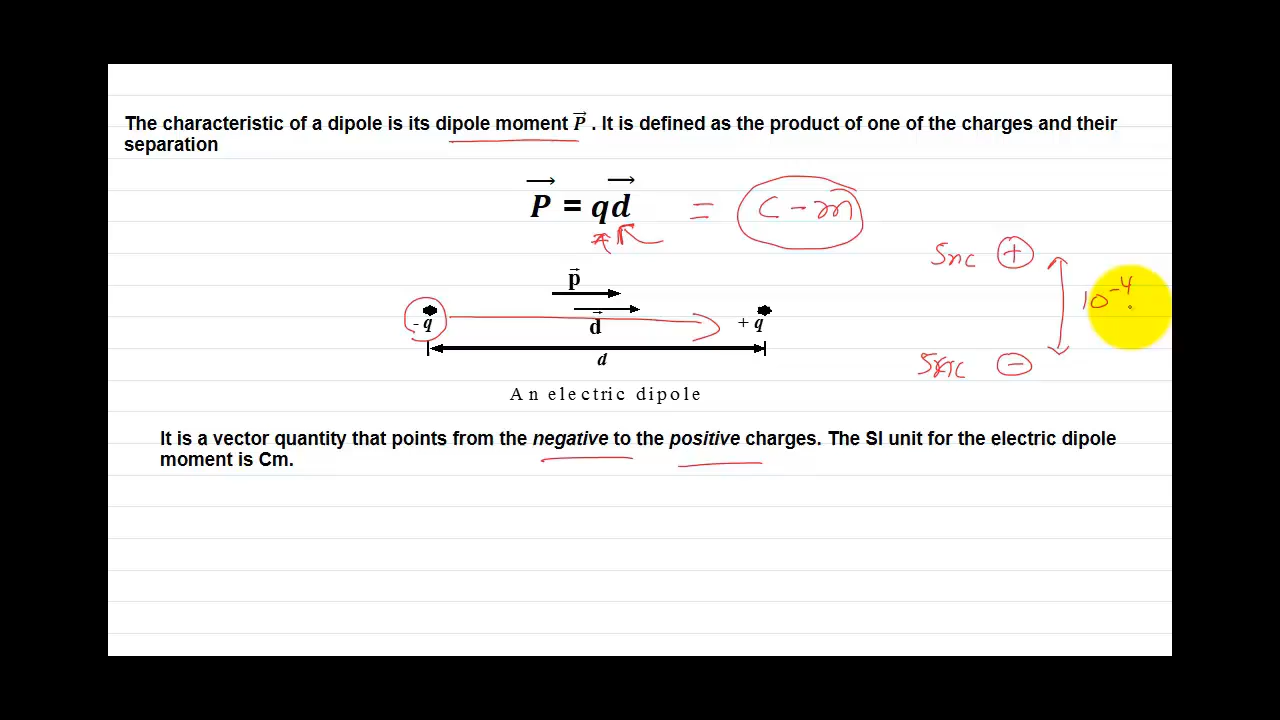 The characteristic of a dipole is its dipole moment P⃗ . It is defined as the product of one of the charges and their
separation
P⃗ = qd⃗ = C - m
5nc +
p⃗
10⁻⁴
- q d⃗ + q
d
5nc −
An electric dipole
It is a vector quantity that points from the negative to the positive charges. The SI unit for the electric dipole
moment is Cm.